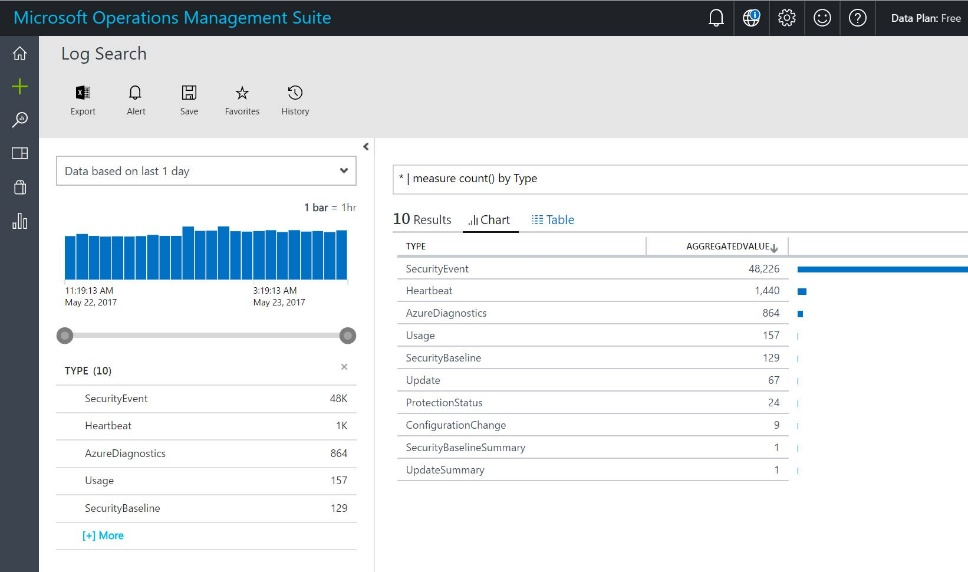 Microsoft Operations Management Suite
Data Plan: Free
Log Search
Export Alert Save Favorites History
Data based on last 1 day
1 bar = 1hr
11:19:13 AM 3:19:13 AM
May 22, 2017 May 23, 2017
TYPE (10)
SecurityEvent 48K
Heartbeat 1K
AzureDiagnostics 864
Usage 157
SecurityBaseline 129
[+] More
* | measure count() by Type
10 Results Chart Table
TYPE AGGREGATEDVALUE
SecurityEvent 48,226
Heartbeat 1,440
AzureDiagnostics 864
Usage 157
SecurityBaseline 129
Update 67
ProtectionStatus 24
ConfigurationChange 9
SecurityBaselineSummary 1
UpdateSummary 1